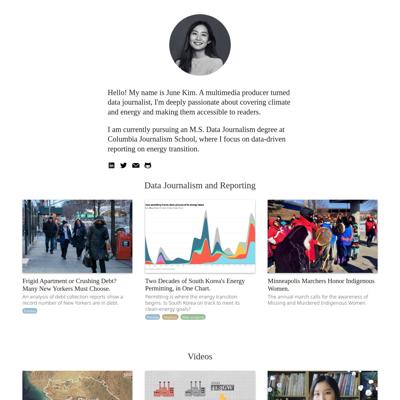 Hello! My name is June Kim. A multimedia producer turned
data journalist, I'm deeply passionate about covering climate
and energy and making them accessible to readers.
I am currently pursuing an M.S. Data Journalism degree at
Columbia Journalism School, where I focus on data-driven
reporting on energy transition.
Data Journalism and Reporting
Frigid Apartment or Crushing Debt?
Many New Yorkers Must Choose.
An analysis of debt collection reports show a
record number of New Yorkers are in debt.
Two Decades of South Korea's Energy
Permitting, in One Chart.
Permitting is where the energy transition
begins. Is South Korea on track to meet its
clean-energy goals?
Minneapolis Marchers Honor Indigenous
Women.
The annual march calls for the awareness of
Missing and Murdered Indigenous Women.
Videos